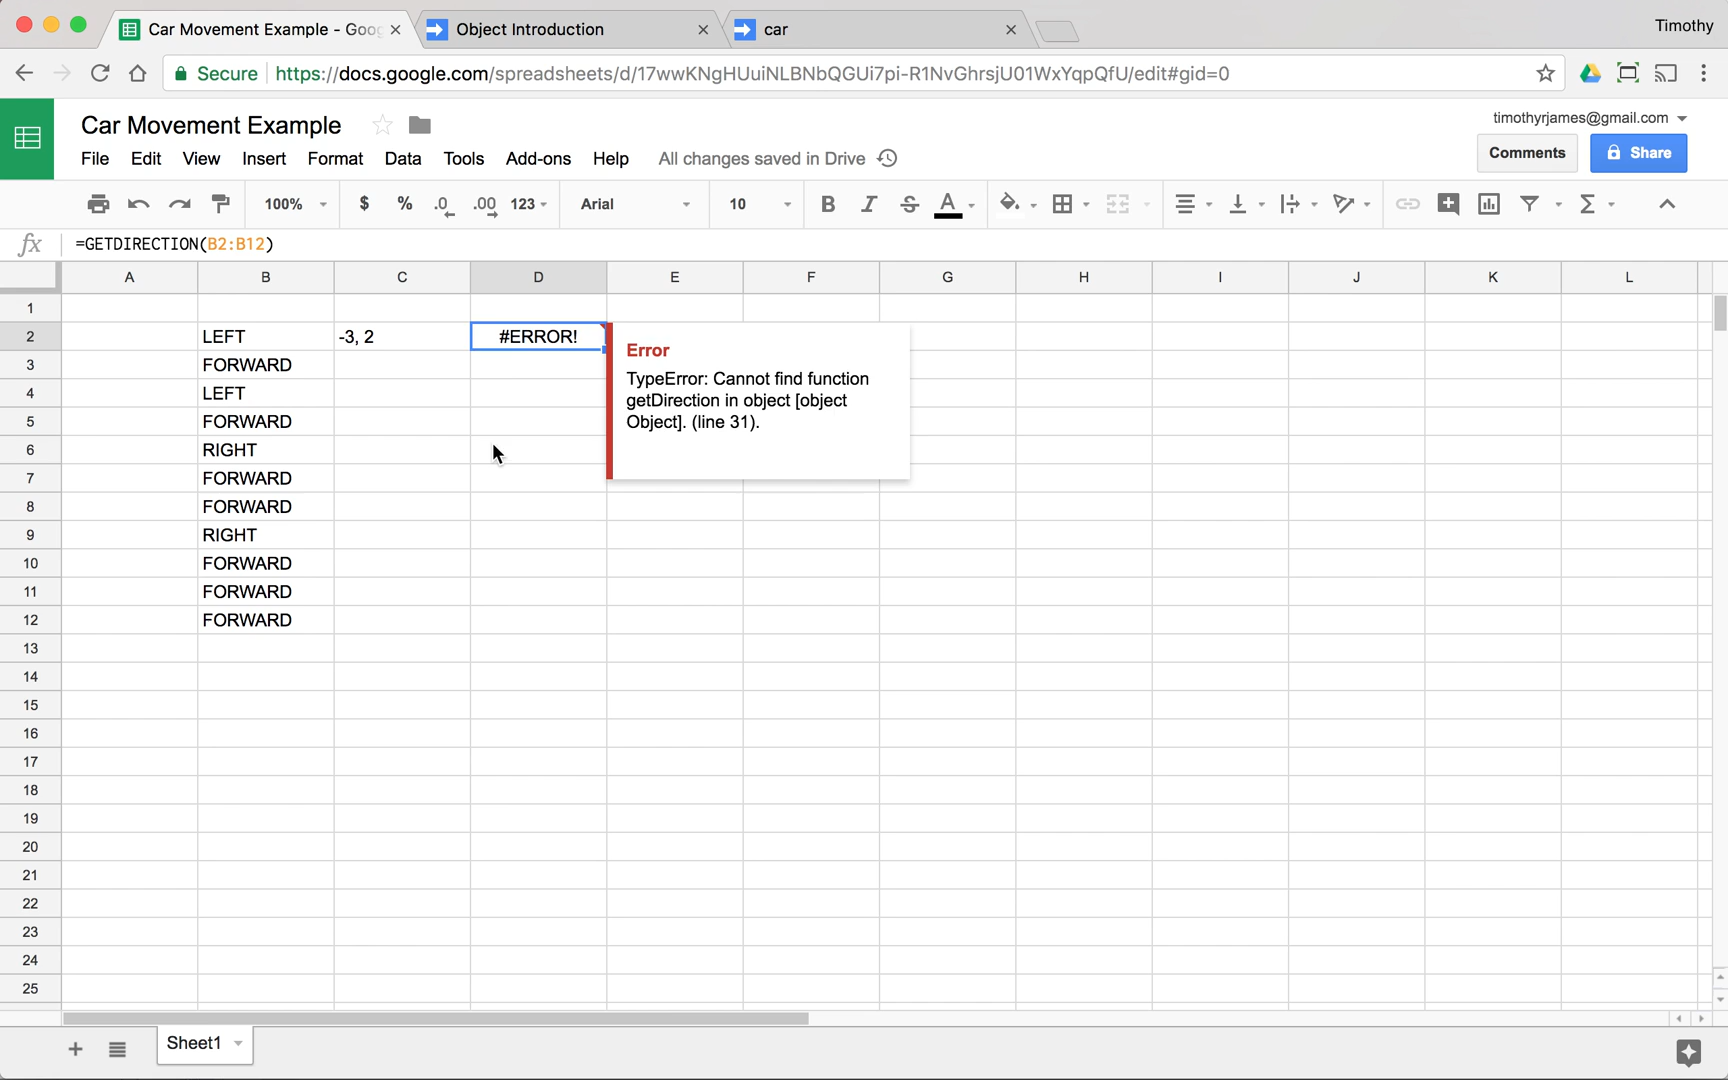 Car Movement Example - Goog
Object Introduction
car
Timothy
Secure
https://docs.google.com/spreadsheets/d/17wwKNgHUuiNLBNbQGUi7pi-R1NvGhrsjU01WxYqpQfU/edit#gid=0
Car Movement Example
timothyrjames@gmail.com
File Edit View Insert Format Data Tools Add-ons Help All changes saved in Drive
Comments
Share
100% $ % .0 .00 123 Arial 10 B I S A
fx =GETDIRECTION(B2:B12)
A B C D E F G H I J K L
1
2 LEFT -3, 2 #ERROR!
3 FORWARD
4 LEFT
5 FORWARD
6 RIGHT
7 FORWARD
8 FORWARD
9 RIGHT
10 FORWARD
11 FORWARD
12 FORWARD
Error
TypeError: Cannot find function
getDirection in object [object
Object]. (line 31).
13
14
15
16
17
18
19
20
21
22
23
24
25
Sheet1